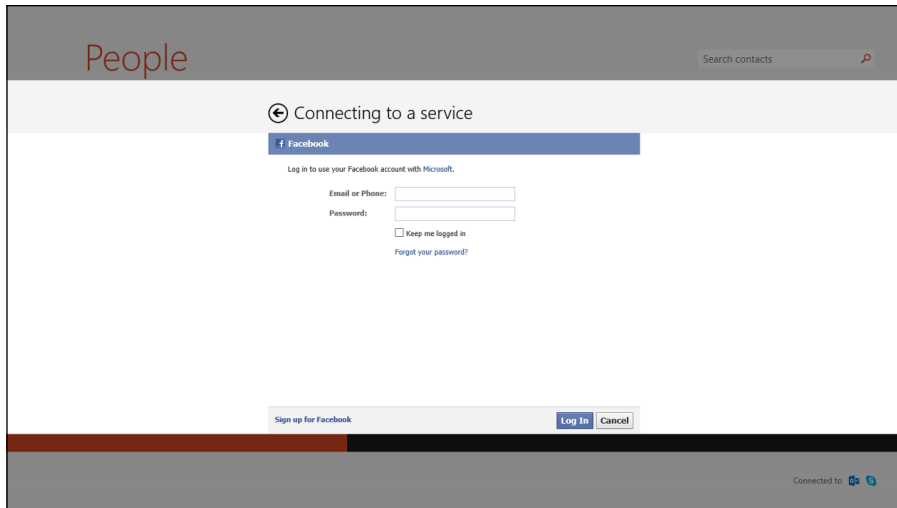 People
Search contacts
Connecting to a service
Facebook
Log in to use your Facebook account with Microsoft.
Email or Phone:
Password:
Keep me logged in
Forgot your password?
Sign up for Facebook
Log In Cancel
Connected to